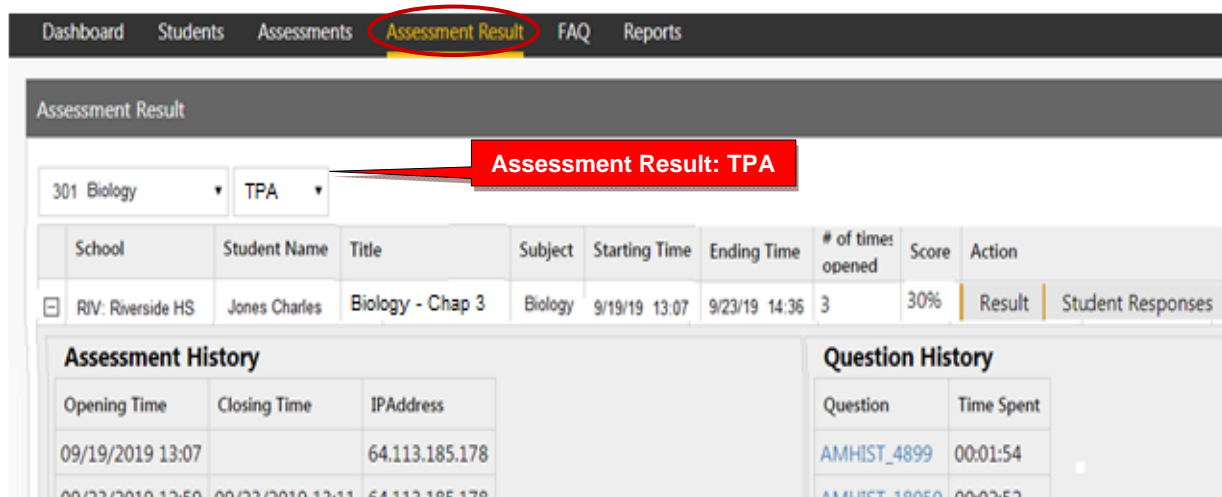 Dashboard Students Assessments Assessment Result FAQ Reports
Assessment Result
Assessment Result: TPA
301 Biology TPA
School Student Name Title Subject Starting Time Ending Time # of times opened Score Action
RIV: Riverside HS Jones Charles Biology - Chap 3 Biology 9/19/19 13:07 9/23/19 14:36 3 30% Result Student Responses
Assessment History Question History
Opening Time Closing Time IPAddress Question Time Spent
09/19/2019 13:07 64.113.185.178 AMHIST_4899 00:01:54